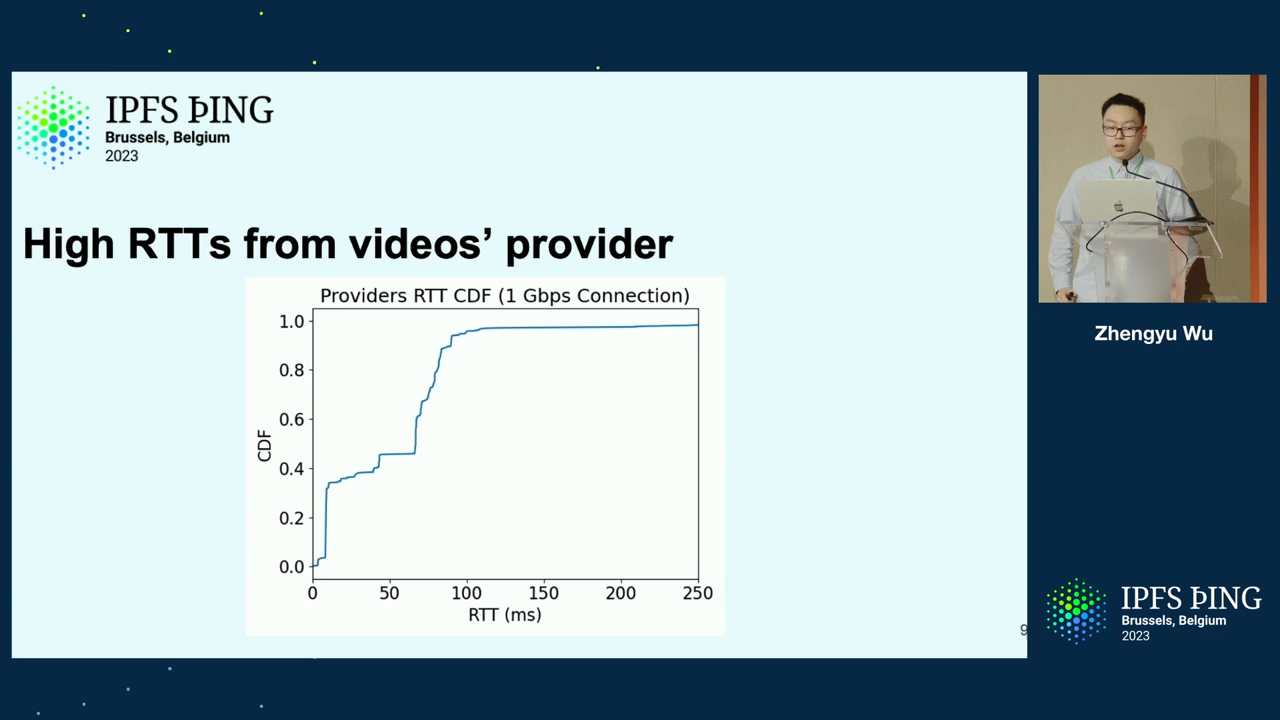 IPFS ÞING
Brussels, Belgium
2023
High RTTs from videos’ provider
Providers RTT CDF (1 Gbps Connection)
1.0
0.8
0.6
0.4
0.2
0.0
CDF
0 50 100 150 200 250
RTT (ms)
9
Zhengyu Wu
IPFS ÞING
Brussels, Belgium
2023